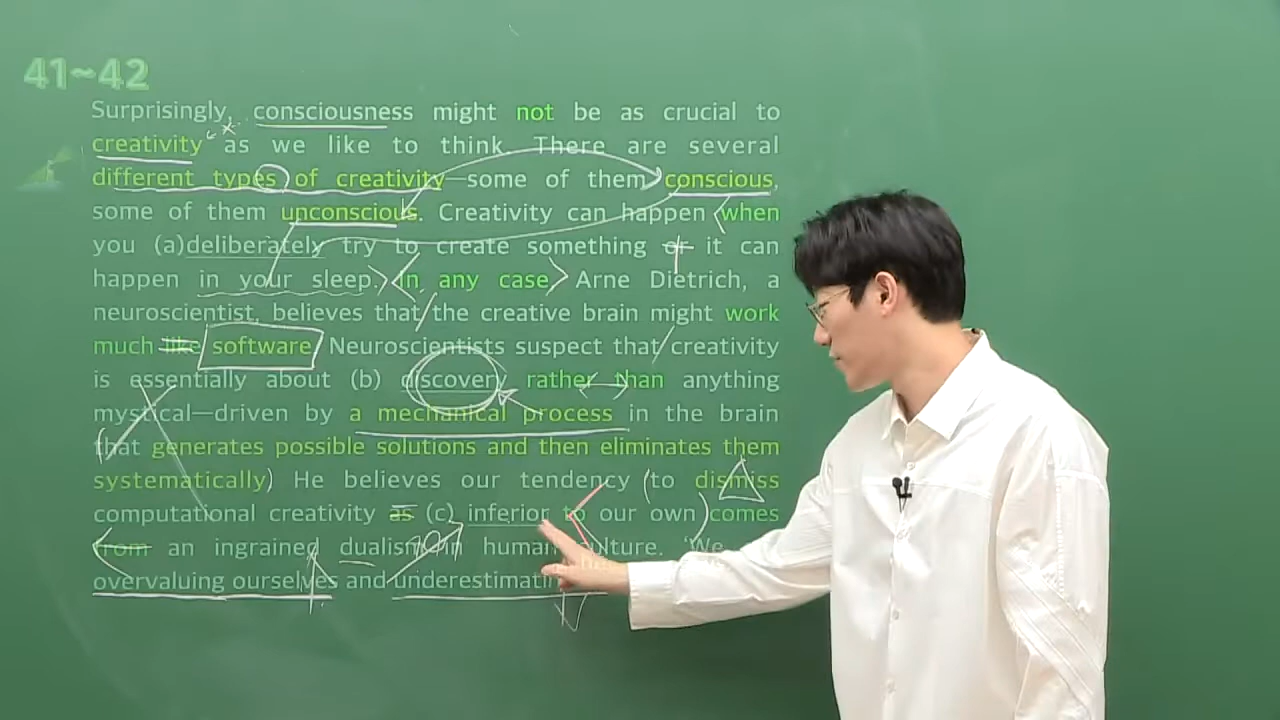 41~42
Surprisingly, consciousness might not be as crucial to
creativity as we like to think. There are several
different types of creativity—some of them conscious,
some of them unconscious. Creativity can happen when
you (a)deliberately try to create something or it can
happen in your sleep. In any case, Arne Dietrich, a
neuroscientist, believes that the creative brain might work
much like software. Neuroscientists suspect that creativity
is essentially about (b) discovery rather than anything
mystical—driven by a mechanical process in the brain
that generates possible solutions and then eliminates them
systematically. He believes our tendency to dismiss
computational creativity as (c) inferior to our own comes
from an ingrained dualism in human culture. ‘We
overvaluing ourselves and